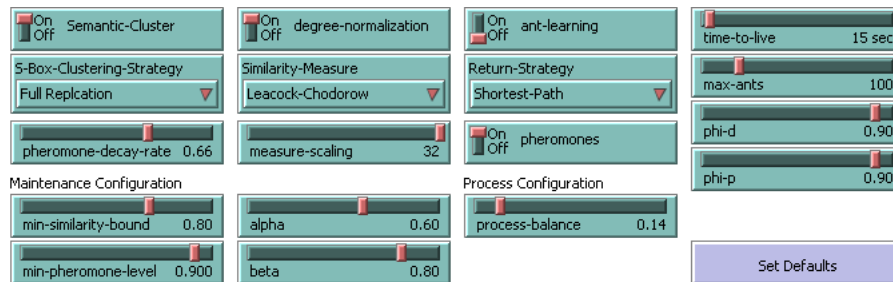 On
Off Semantic-Cluster
On
Off degree-normalization
On
Off ant-learning
time-to-live 15 sec
S-Box-Clustering-Strategy
Full Replcation
Similarity-Measure
Leacock-Chodorow
Return-Strategy
Shortest-Path
max-ants 100
phi-d 0.90
pheromone-decay-rate 0.66
measure-scaling 32
On
Off pheromones
phi-p 0.90
Maintenance Configuration
Process Configuration
min-similarity-bound 0.80
alpha 0.60
process-balance 0.14
min-pheromone-level 0.900
beta 0.80
Set Defaults